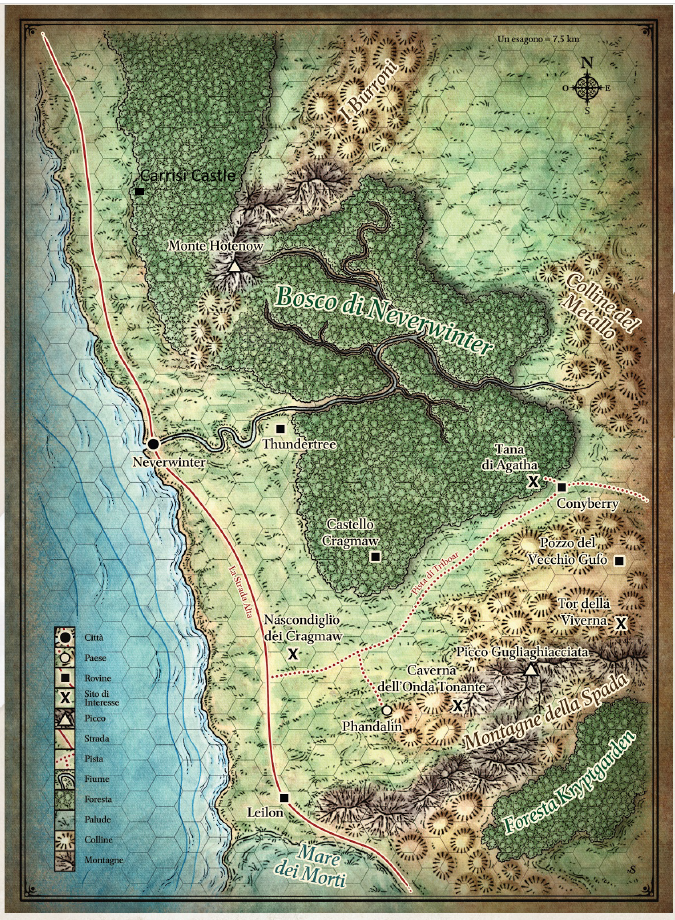 Un esagono = 7,5 km
N
O
E
S
I Burroni
Carrisi Castle
Monte Hotenow
Bosco di Neverwinter
Colline del
Metallo
Thundertree
Neverwinter
Tana
di Agatha
X
Conyberry
Castello
Cragmaw
Pozzo del
Vecchio Gufo
Pista di Triboar
La Strada Alta
Nascondiglio
dei Cragmaw
X
Tor della
Viverna
X
Picco Gugliaghiacciata
Caverna
dell'Onda Tonante
X
Phandalin
Montagne della Spada
Foresta Kryptgarden
Leilon
Mare
dei Morti
Città
Paese
Rovine
X
Sito di
Interesse
Picco
Strada
Pista
Fiume
Foresta
Palude
Colline
Montagne